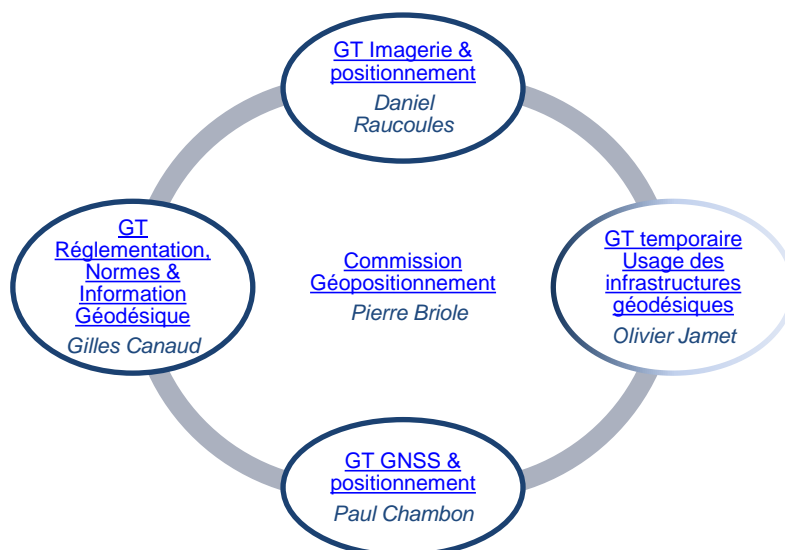 GT Imagerie &
positionnement
Daniel
Raucoules
GT
Réglementation,
Normes &
Information
Géodésique
Gilles Canaud
Commission
Géopositionnement
Pierre Briole
GT temporaire
Usage des
infrastructures
géodésiques
Olivier Jamet
GT GNSS &
positionnement
Paul Chambon